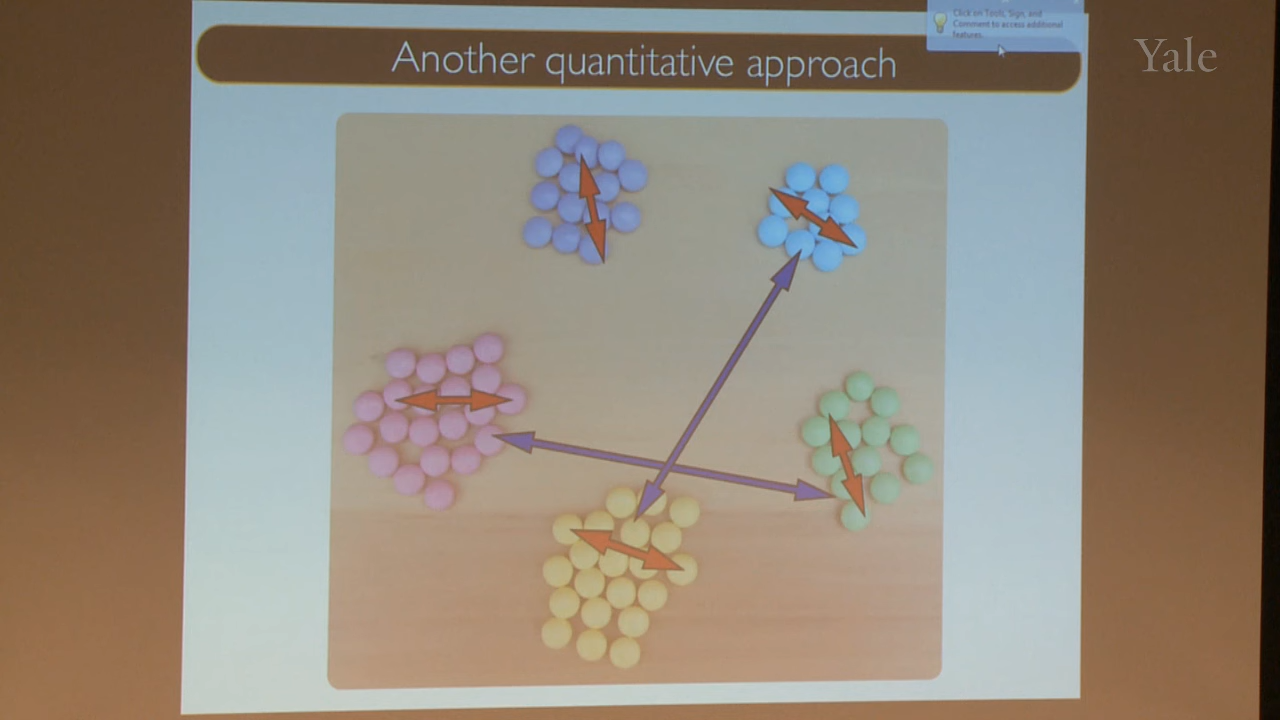 Click on Tools, Sign, and
Comment to access additional
features.
Yale
Another quantitative approach